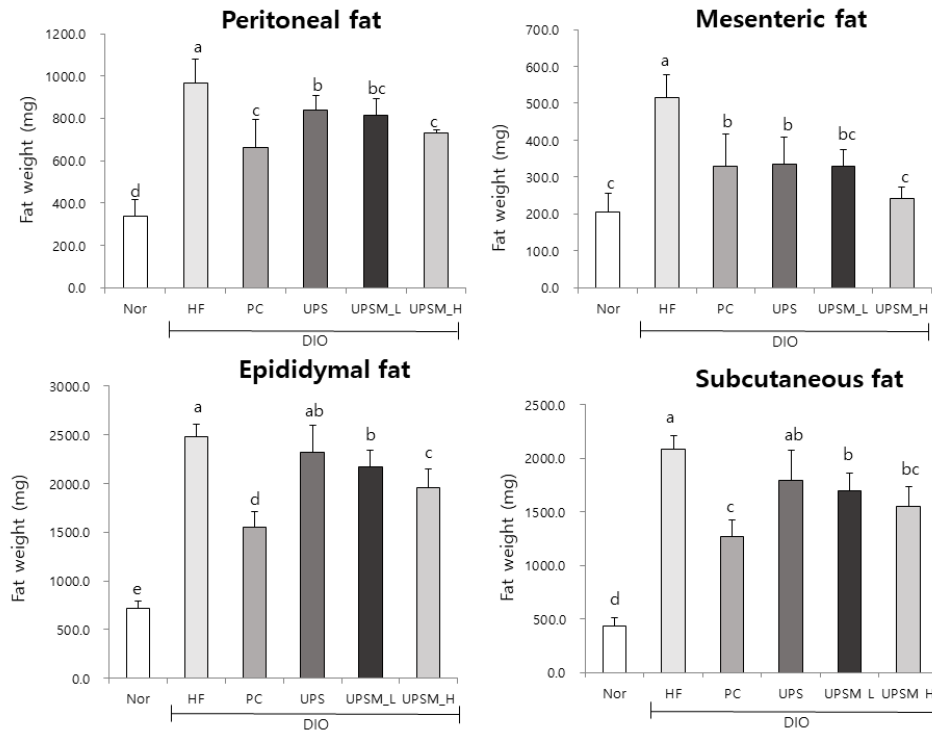 Peritoneal fat
Fat weight (mg)
1200.0
1000.0
800.0
600.0
400.0
200.0
0.0
d a c b bc c
Nor HF PC UPS UPSM_L UPSM_H
DIO
Mesenteric fat
Fat weight (mg)
700.0
600.0
500.0
400.0
300.0
200.0
100.0
0.0
c a b b bc c
Nor HF PC UPS UPSM_L UPSM_H
DIO
Epididymal fat
Fat weight (mg)
3000.0
2500.0
2000.0
1500.0
1000.0
500.0
0.0
e a d ab b c
Nor HF PC UPS UPSM_L UPSM_H
DIO
Subcutaneous fat
Fat weight (mg)
2500.0
2000.0
1500.0
1000.0
500.0
0.0
d a c ab b bc
Nor HF PC UPS UPSM_L UPSM_H
DIO